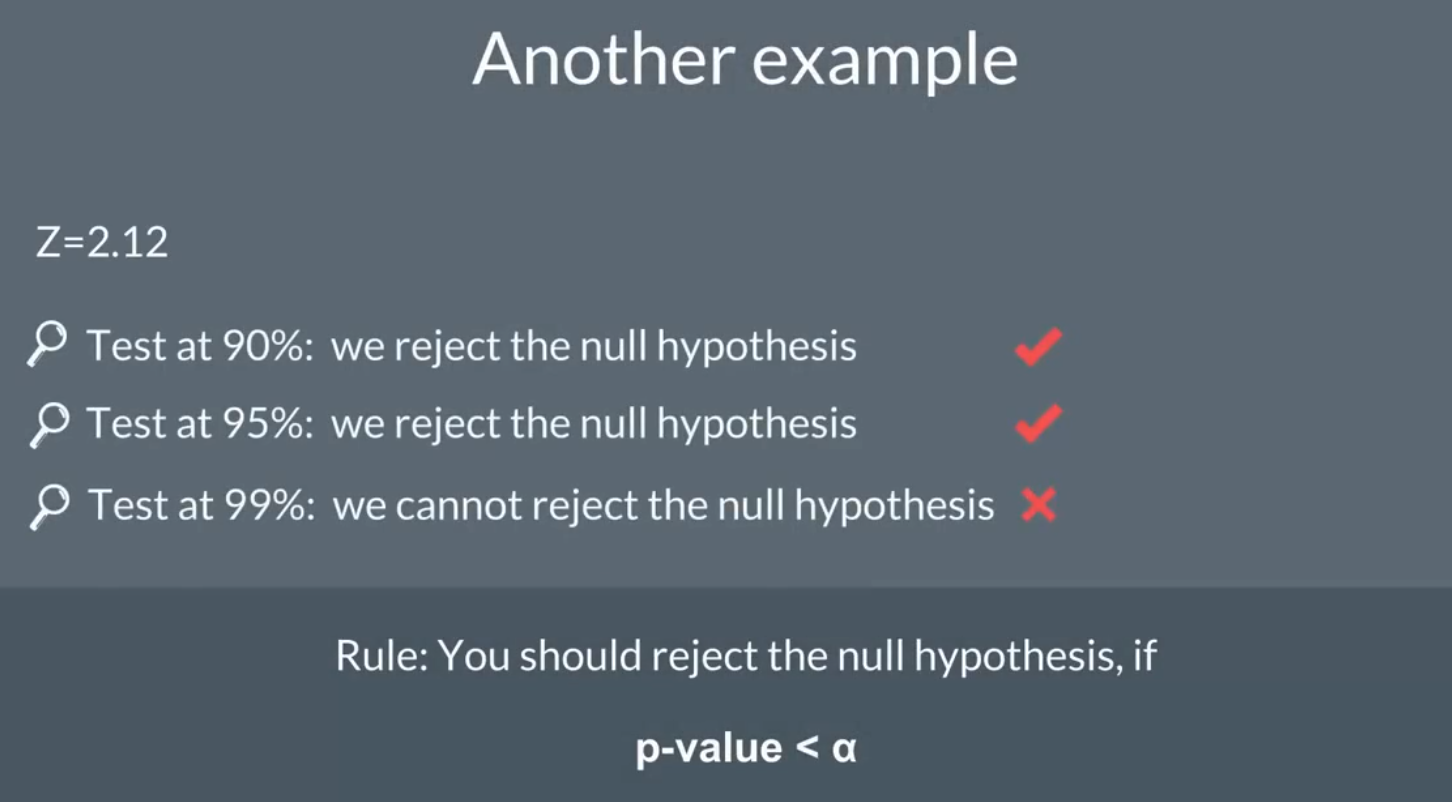 Another example
Z=2.12
Test at 90%: we reject the null hypothesis
Test at 95%: we reject the null hypothesis
Test at 99%: we cannot reject the null hypothesis
Rule: You should reject the null hypothesis, if
p-value < α